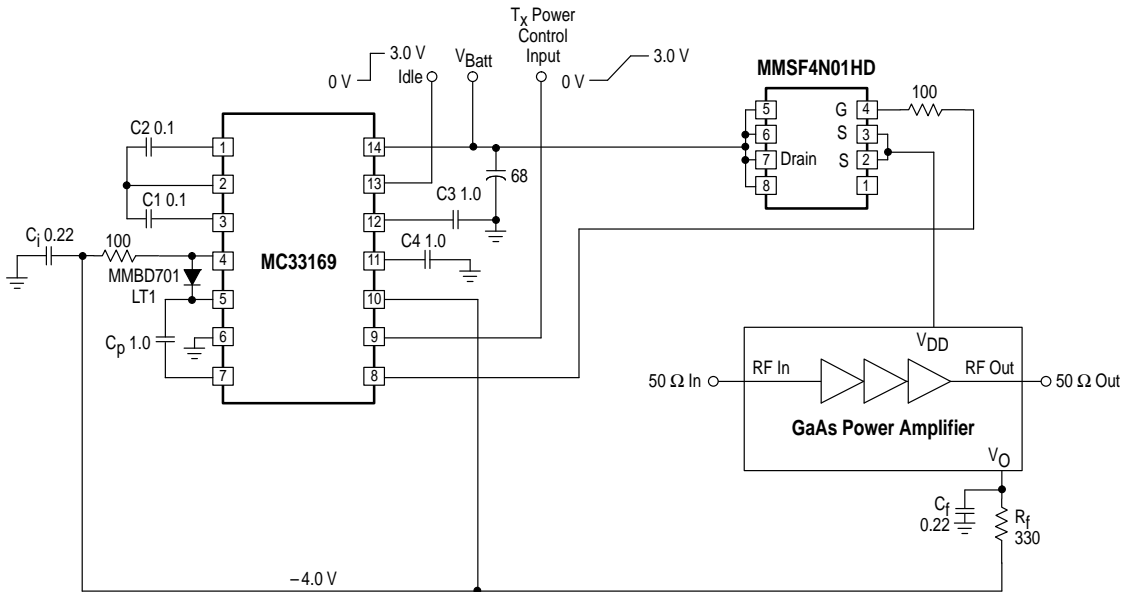 Tx Power
Control
Input
0 V
3.0 V
Idle
VBatt
0 V
3.0 V
MMSF4N01HD
100
C2 0.1
1
14
5
G
4
6
S
3
2
13
68
7
Drain
S
2
C3 1.0
8
1
C1 0.1
3
12
Ci 0.22
100
C4 1.0
4
MC33169
11
MMBD701
LT1
5
10
Cp 1.0
6
9
7
8
VDD
50 Ω In
RF In
RF Out
50 Ω Out
GaAs Power Amplifier
VO
Cf
0.22
Rf
330
−4.0 V